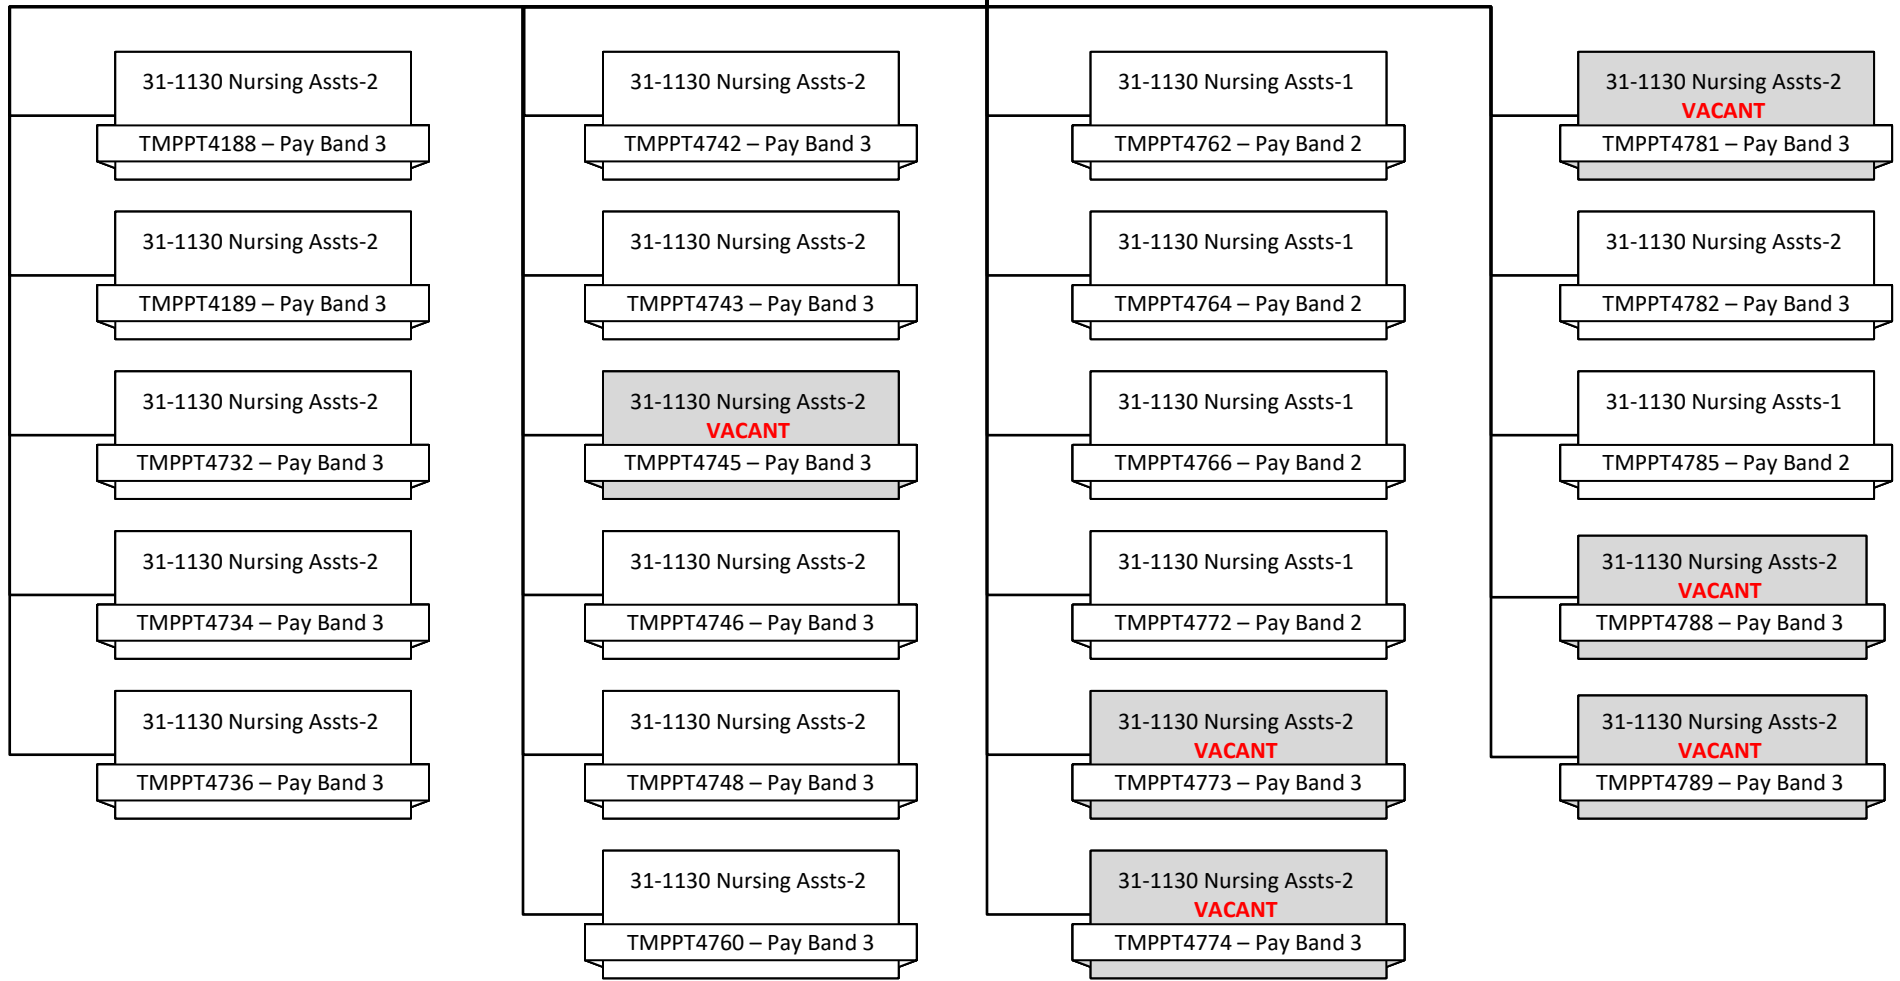 31-1130 Nursing Assts-2
TMPPT4188 – Pay Band 3
31-1130 Nursing Assts-2
TMPPT4189 – Pay Band 3
31-1130 Nursing Assts-2
TMPPT4732 – Pay Band 3
31-1130 Nursing Assts-2
TMPPT4734 – Pay Band 3
31-1130 Nursing Assts-2
TMPPT4736 – Pay Band 3
31-1130 Nursing Assts-2
TMPPT4742 – Pay Band 3
31-1130 Nursing Assts-2
TMPPT4743 – Pay Band 3
31-1130 Nursing Assts-2
VACANT
TMPPT4745 – Pay Band 3
31-1130 Nursing Assts-2
TMPPT4746 – Pay Band 3
31-1130 Nursing Assts-2
TMPPT4748 – Pay Band 3
31-1130 Nursing Assts-2
TMPPT4760 – Pay Band 3
31-1130 Nursing Assts-1
TMPPT4762 – Pay Band 2
31-1130 Nursing Assts-1
TMPPT4764 – Pay Band 2
31-1130 Nursing Assts-1
TMPPT4766 – Pay Band 2
31-1130 Nursing Assts-1
TMPPT4772 – Pay Band 2
31-1130 Nursing Assts-2
VACANT
TMPPT4773 – Pay Band 3
31-1130 Nursing Assts-2
VACANT
TMPPT4774 – Pay Band 3
31-1130 Nursing Assts-2
VACANT
TMPPT4781 – Pay Band 3
31-1130 Nursing Assts-2
TMPPT4782 – Pay Band 3
31-1130 Nursing Assts-1
TMPPT4785 – Pay Band 2
31-1130 Nursing Assts-2
VACANT
TMPPT4788 – Pay Band 3
31-1130 Nursing Assts-2
VACANT
TMPPT4789 – Pay Band 3